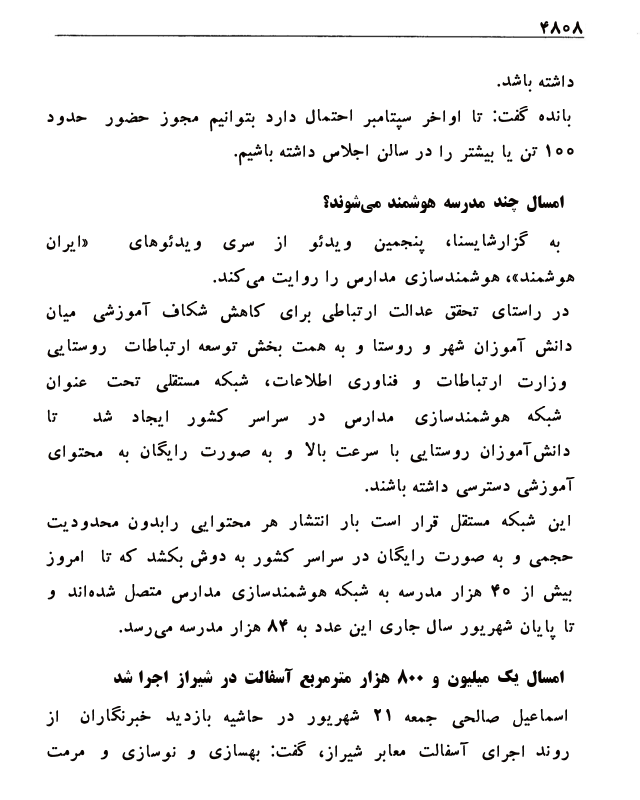 ۴۸۰۸
داشته باشد.
بانده گفت: تا اواخر سپتامبر احتمال دارد بتوانیم مجوز حضور حدود
۱۰۰ تن یا بیشتر را در سالن اجلاس داشته باشیم.
امسال چند مدرسه هوشمند می‌شوند؟
به گزارشایسنا، پنجمین ویدئو از سری ویدئوهای «ایران
هوشمند»، هوشمندسازی مدارس را روایت می‌کند.
در راستای تحقق عدالت ارتباطی برای کاهش شکاف آموزشی میان
دانش آموزان شهر و روستا و به همت بخش توسعه ارتباطات روستایی
وزارت ارتباطات و فناوری اطلاعات، شبکه مستقلی تحت عنوان
شبکه هوشمندسازی مدارس در سراسر کشور ایجاد شد تا
دانش‌آموزان روستایی با سرعت بالا و به صورت رایگان به محتوای
آموزشی دسترسی داشته باشند.
این شبکه مستقل قرار است بار انتشار هر محتوایی رابدون محدودیت
حجمی و به صورت رایگان در سراسر کشور به دوش بکشد که تا امروز
بیش از ۴۰ هزار مدرسه به شبکه هوشمندسازی مدارس متصل شده‌اند و
تا پایان شهریور سال جاری این عدد به ۸۴ هزار مدرسه می‌رسد.
امسال یک میلیون و ۸۰۰ هزار مترمربع آسفالت در شیراز اجرا شد
اسماعیل صالحی جمعه ۲۱ شهریور در حاشیه بازدید خبرنگاران از
روند اجرای آسفالت معابر شیراز، گفت: بهسازی و نوسازی و مرمت